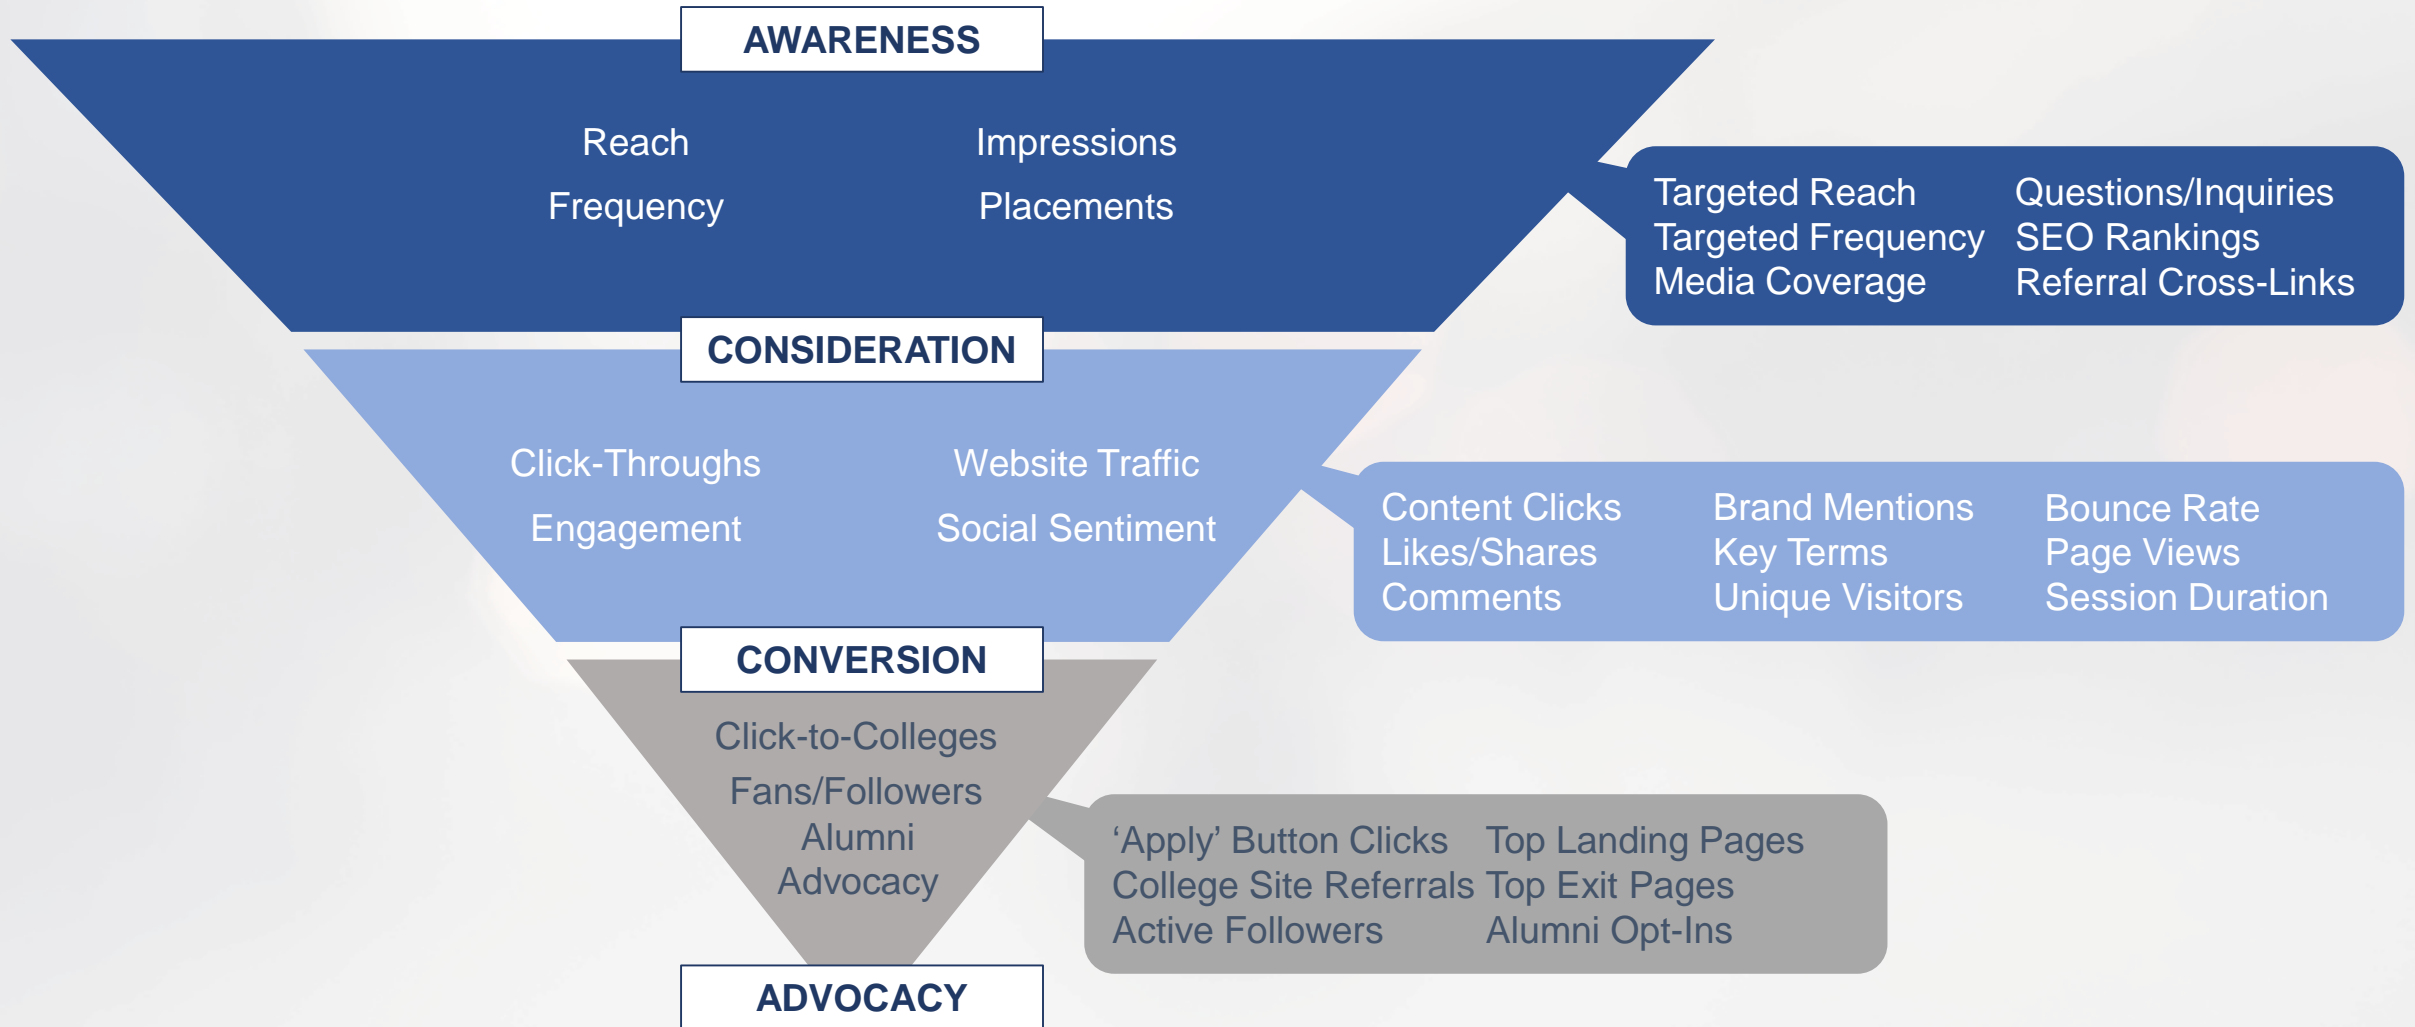 AWARENESS
Reach Impressions
Frequency Placements
Targeted Reach Questions/Inquiries
Targeted Frequency SEO Rankings
Media Coverage Referral Cross-Links
CONSIDERATION
Click-Throughs Website Traffic
Engagement Social Sentiment
Content Clicks Brand Mentions Bounce Rate
Likes/Shares Key Terms Page Views
Comments Unique Visitors Session Duration
CONVERSION
Click-to-Colleges
Fans/Followers
Alumni
Advocacy
‘Apply’ Button Clicks Top Landing Pages
College Site Referrals Top Exit Pages
Active Followers Alumni Opt-Ins
ADVOCACY